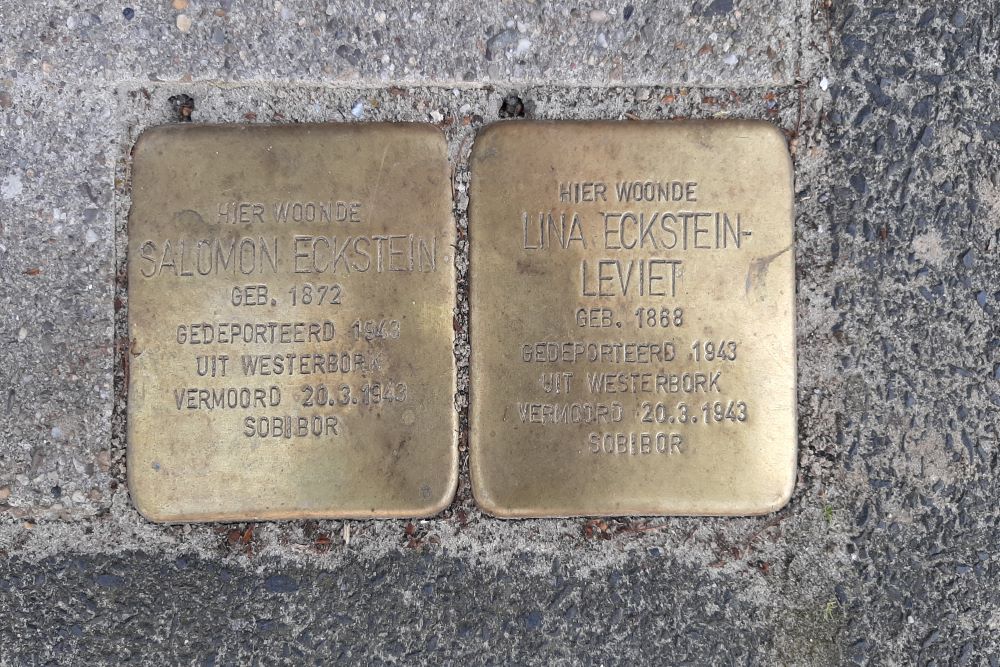 HIER WOONDE
SALOMON ECKSTEIN
GEB. 1872
GEDEPORTEERD 1943
UIT WESTERBORK
VERMOORD 20.3.1943
SOBIBOR
HIER WOONDE
LINA ECKSTEIN-
LEVIET
GEB. 1868
GEDEPORTEERD 1943
UIT WESTERBORK
VERMOORD 20.3.1943
SOBIBOR